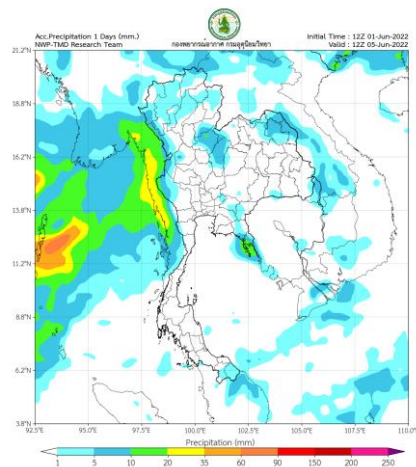 Acc.Precipitation 1 Days (mm.)
NWP-TMD Research Team
กองพยากรณ์อากาศ กรมอุตุนิยมวิทยา
Initial Time : 12Z 01-Jun-2022
Valid : 12Z 05-Jun-2022
21.2°N
18.8°N
16.2°N
13.8°N
11.2°N
8.8°N
6.2°N
3.8°N
92.5°E 95.0°E 97.5°E 100.0°E 102.5°E 105.0°E 107.5°E 110.0°E
Precipitation (mm)
1 5 10 20 35 60 90 150 200 250